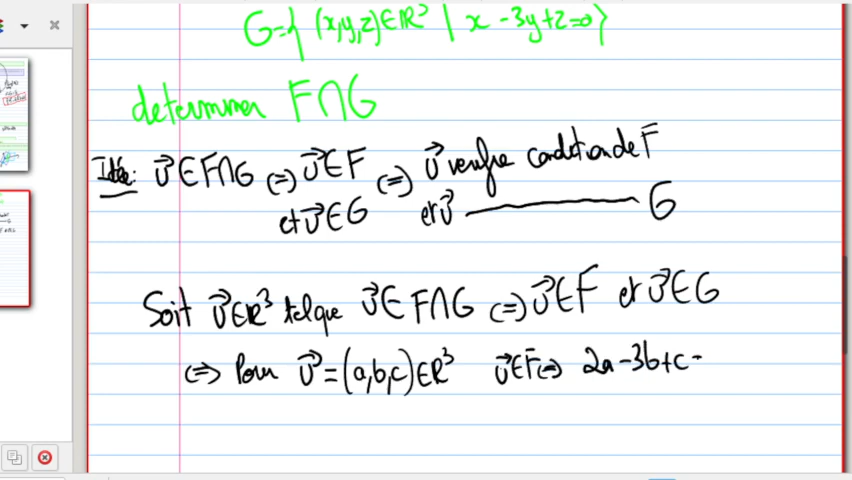 G={ (x,y,z)∈ℝ³ | x -3y+z=0}
determiner F∩G
Idée: v⃗∈F∩G ⇔ v⃗∈F ⇔ v⃗ verifie condition de F
et v⃗∈G et v⃗ ———— G
Soit v⃗∈ℝ³ tel que v⃗∈F∩G ⇔ v⃗∈F et v⃗∈G
⇔ Pour v⃗=(a,b,c)∈ℝ³ v⃗∈F⇔ 2a-3b+c-